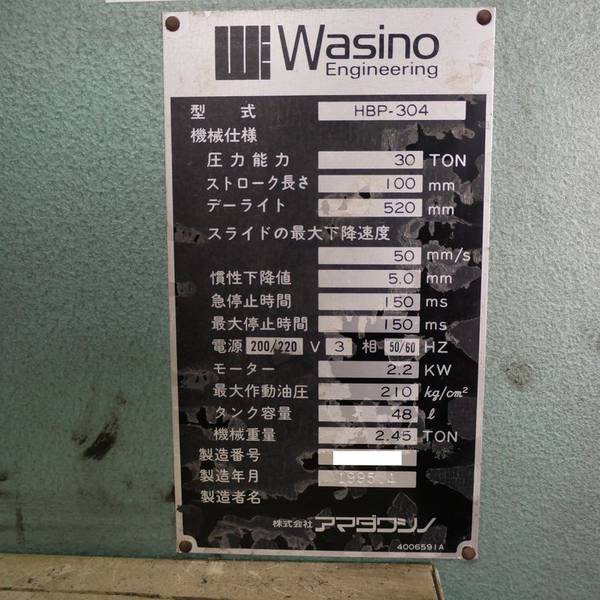 Wasino
Engineering
型 式 HBP-304
機械仕様
圧力能力 30 TON
ストローク長さ 100 mm
デーライト 520 mm
スライドの最大下降速度
50 mm/s
慣性下降値 5.0 mm
急停止時間 150 ms
最大停止時間 150 ms
電源 200/220 V 3 相 50/60 HZ
モーター 2.2 KW
最大作動油圧 210 kg/cm²
タンク容量 48 ℓ
機械重量 2.45 TON
製造番号
製造年月 1995.4
製造者名
株式会社 アマダワシノ
4006591A